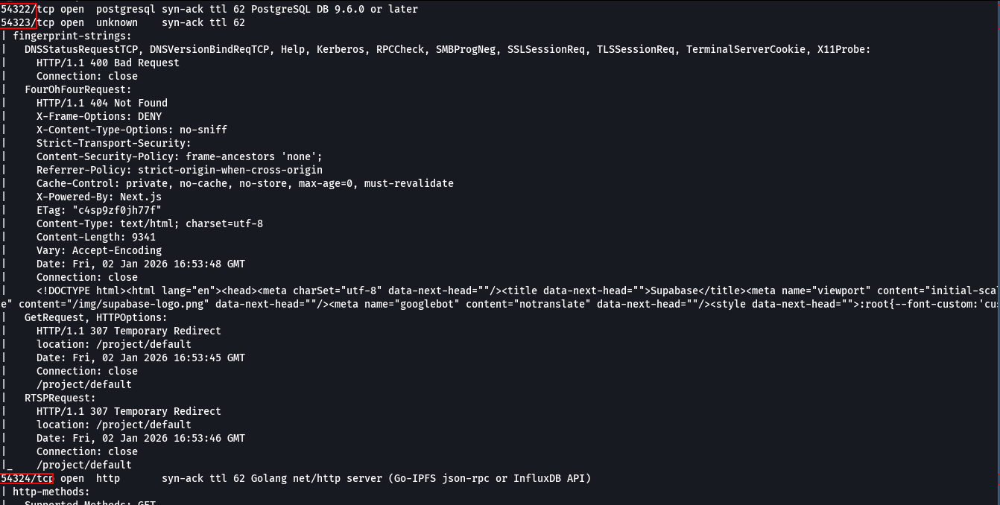 54322/tcp open  postgresql syn-ack ttl 62 PostgreSQL DB 9.6.0 or later
54323/tcp open  unknown    syn-ack ttl 62
| fingerprint-strings:
|   DNSStatusRequestTCP, DNSVersionBindReqTCP, Help, Kerberos, RPCCheck, SMBProgNeg, SSLSessionReq, TLSSessionReq, TerminalServerCookie, X11Probe:
|     HTTP/1.1 400 Bad Request
|     Connection: close
|   FourOhFourRequest:
|     HTTP/1.1 404 Not Found
|     X-Frame-Options: DENY
|     X-Content-Type-Options: no-sniff
|     Strict-Transport-Security:
|     Content-Security-Policy: frame-ancestors 'none';
|     Referrer-Policy: strict-origin-when-cross-origin
|     Cache-Control: private, no-cache, no-store, max-age=0, must-revalidate
|     X-Powered-By: Next.js
|     ETag: "c4sp9zf0jh77f"
|     Content-Type: text/html; charset=utf-8
|     Content-Length: 9341
|     Vary: Accept-Encoding
|     Date: Fri, 02 Jan 2026 16:53:48 GMT
|     Connection: close
|     <!DOCTYPE html><html lang="en"><head><meta charSet="utf-8" data-next-head=""/><title data-next-head="">Supabase</title><meta name="viewport" content="initial-sca
e" content="/img/supabase-logo.png" data-next-head=""/><meta name="googlebot" content="notranslate" data-next-head=""/><style data-next-head="">:root{--font-custom:'cu
|   GetRequest, HTTPOptions:
|     HTTP/1.1 307 Temporary Redirect
|     location: /project/default
|     Date: Fri, 02 Jan 2026 16:53:45 GMT
|     Connection: close
|     /project/default
|   RTSPRequest:
|     HTTP/1.1 307 Temporary Redirect
|     location: /project/default
|     Date: Fri, 02 Jan 2026 16:53:46 GMT
|     Connection: close
|_    /project/default
54324/tcp open  http       syn-ack ttl 62 Golang net/http server (Go-IPFS json-rpc or InfluxDB API)
| http-methods:
|   Supported Methods: GET